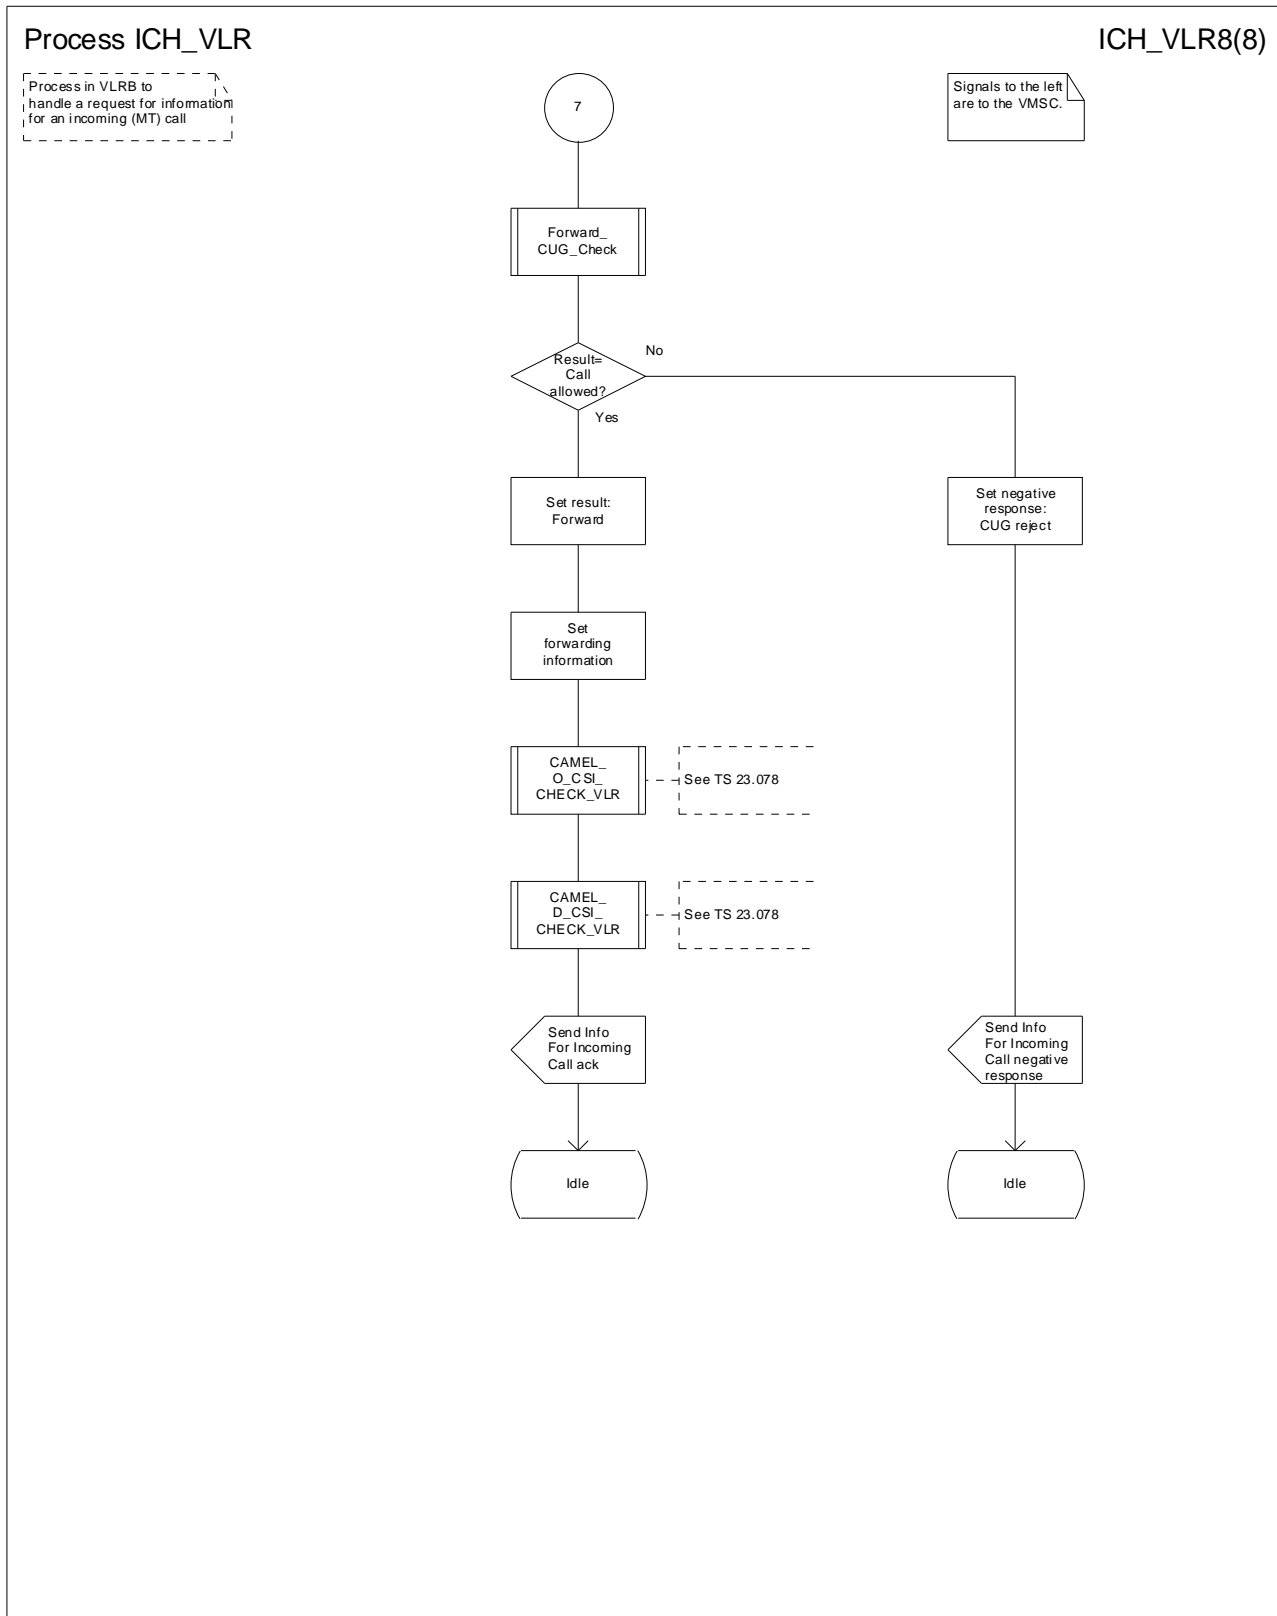 Process ICH_VLR
ICH_VLR8(8)
Process in VLRB to
handle a request for information
for an incoming (MT) call
7
Signals to the left
are to the VMSC.
Forward_
CUG_Check
Result=
Call
allowed?
No
Yes
Set result:
Forward
Set negative
response:
CUG reject
Set
forwarding
information
CAMEL_
O_CSI_
CHECK_VLR
See TS 23.078
CAMEL_
D_CSI_
CHECK_VLR
See TS 23.078
Send Info
For Incoming
Call ack
Send Info
For Incoming
Call negative
response
Idle
Idle